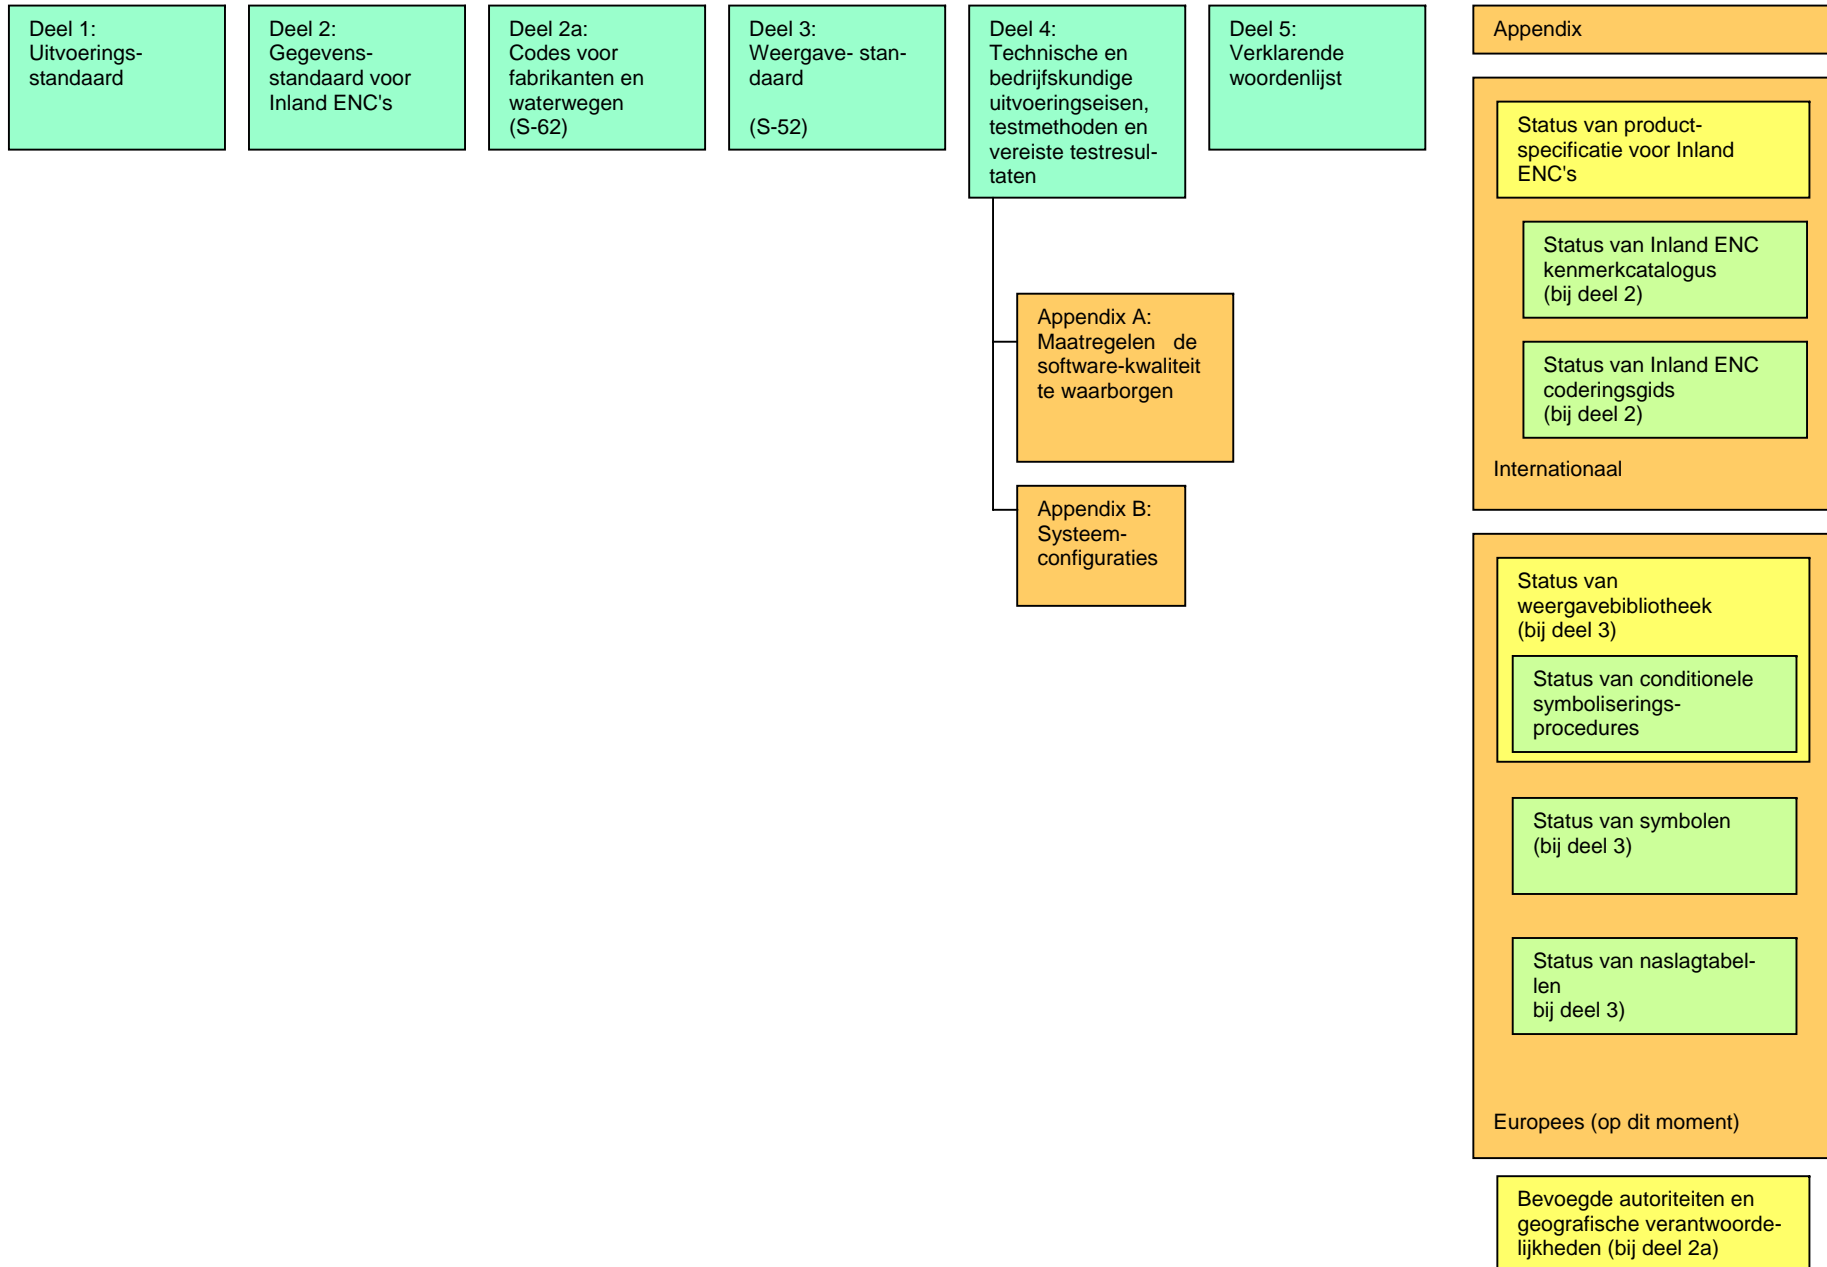 Deel 1:
Uitvoerings-
standaard
Deel 2:
Gegevens-
standaard voor
Inland ENC's
Deel 2a:
Codes voor
fabrikanten en
waterwegen
(S-62)
Deel 3:
Weergave- stan-
daard
(S-52)
Deel 4:
Technische en
bedrijfskundige
uitvoeringseisen,
testmethoden en
vereiste testresul-
taten
Deel 5:
Verklarende
woordenlijst
Appendix A:
Maatregelen de
software-kwaliteit
te waarborgen
Appendix B:
Systeem-
configuraties
Appendix
Status van product-
specificatie voor Inland
ENC's
Status van Inland ENC
kenmerkcatalogus
(bij deel 2)
Status van Inland ENC
coderingsgids
(bij deel 2)
Internationaal
Status van
weergavebibliotheek
(bij deel 3)
Status van conditionele
symboliserings-
procedures
Status van symbolen
(bij deel 3)
Status van naslagtabel-
len
bij deel 3)
Europees (op dit moment)
Bevoegde autoriteiten en
geografische verantwoorde-
lijkheden (bij deel 2a)